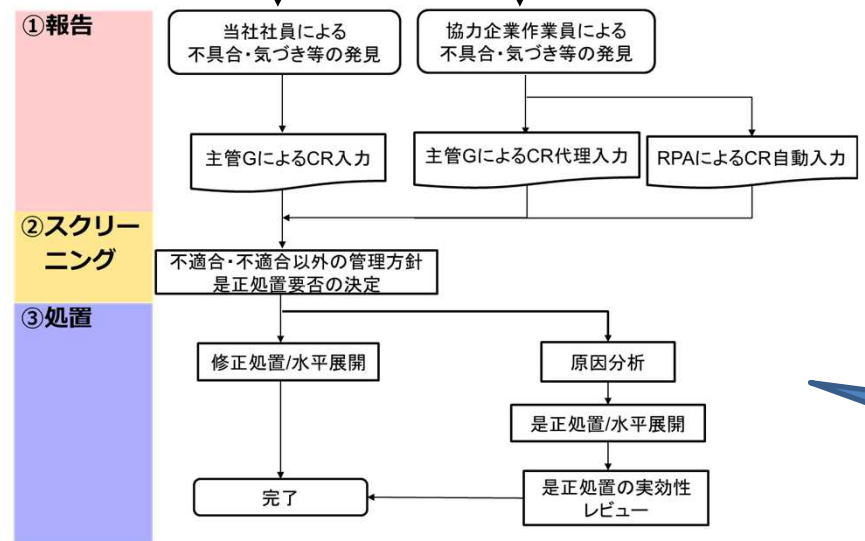 ①報告
当社社員による
不具合・気づき等の発見
協力企業作業員による
不具合・気づき等の発見
主管GによるCR入力
主管GによるCR代理入力
RPAによるCR自動入力
②スクリー
ニング
不適合・不適合以外の管理方針
是正処置要否の決定
③処置
修正処置/水平展開
原因分析
是正処置/水平展開
完了
是正処置の実効性
レビュー